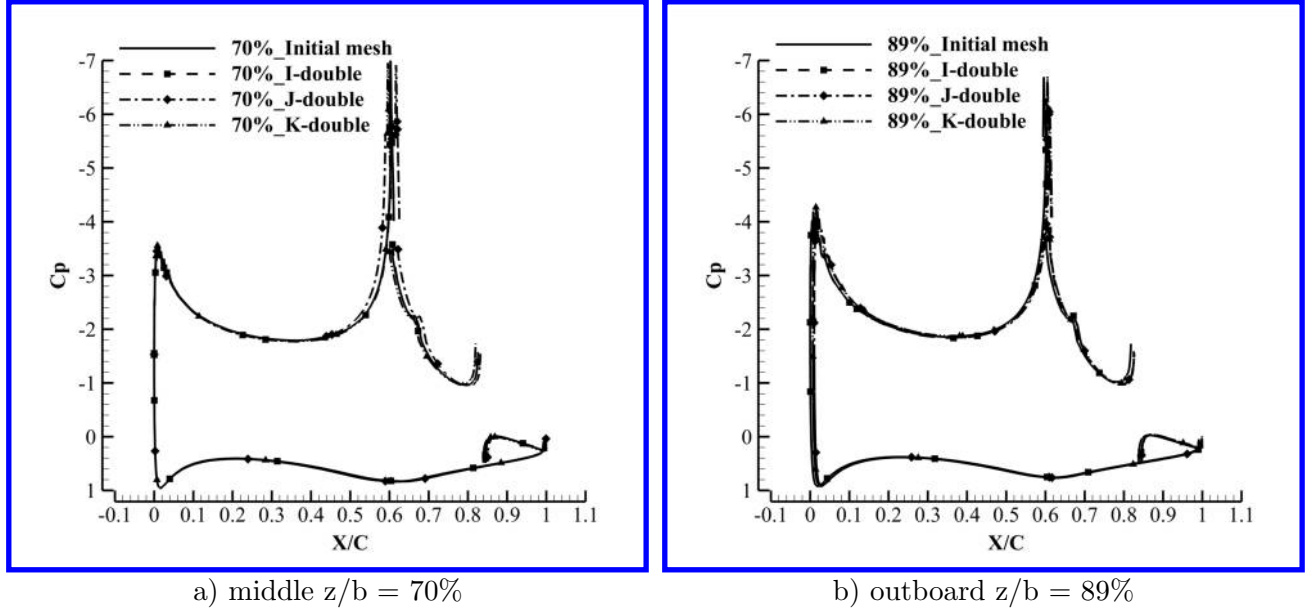 70%_Initial mesh
70%_I-double
70%_J-double
70%_K-double
-7
-6
-5
-4
-3
-2
-1
0
1
Cp
-0.1 0 0.1 0.2 0.3 0.4 0.5 0.6 0.7 0.8 0.9 1 1.1
X/C
a) middle z/b = 70%
89%_Initial mesh
89%_I-double
89%_J-double
89%_K-double
-7
-6
-5
-4
-3
-2
-1
0
1
Cp
-0.1 0 0.1 0.2 0.3 0.4 0.5 0.6 0.7 0.8 0.9 1 1.1
X/C
b) outboard z/b = 89%